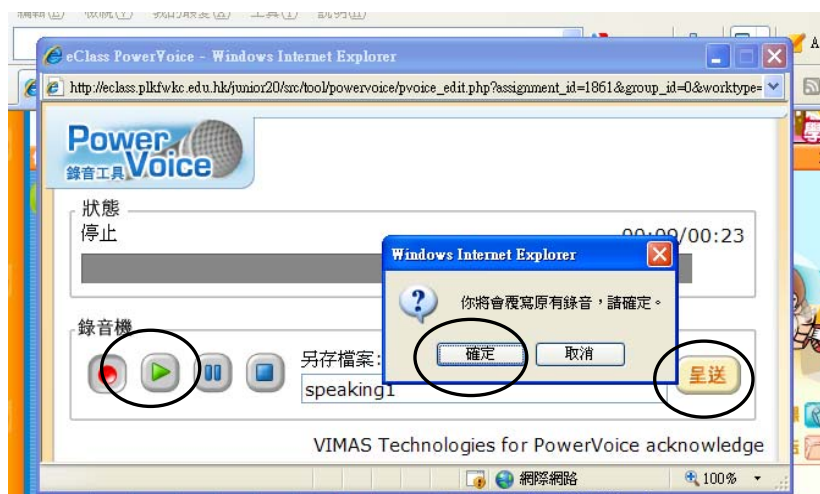 eClass PowerVoice - Windows Internet Explorer
http://eclass.plkfwkc.edu.hk/junior20/src/tool/powervoice/pvoice_edit.php?assignment_id=1861&group_id=0&worktype=
Power
錄音工具 Voice
狀態
停止
00:00/00:23
Windows Internet Explorer
你將會覆寫原有錄音，請確定。
確定 取消
錄音機
另存檔案:
speaking1
呈送
VIMAS Technologies for PowerVoice acknowledge
網際網路 100%